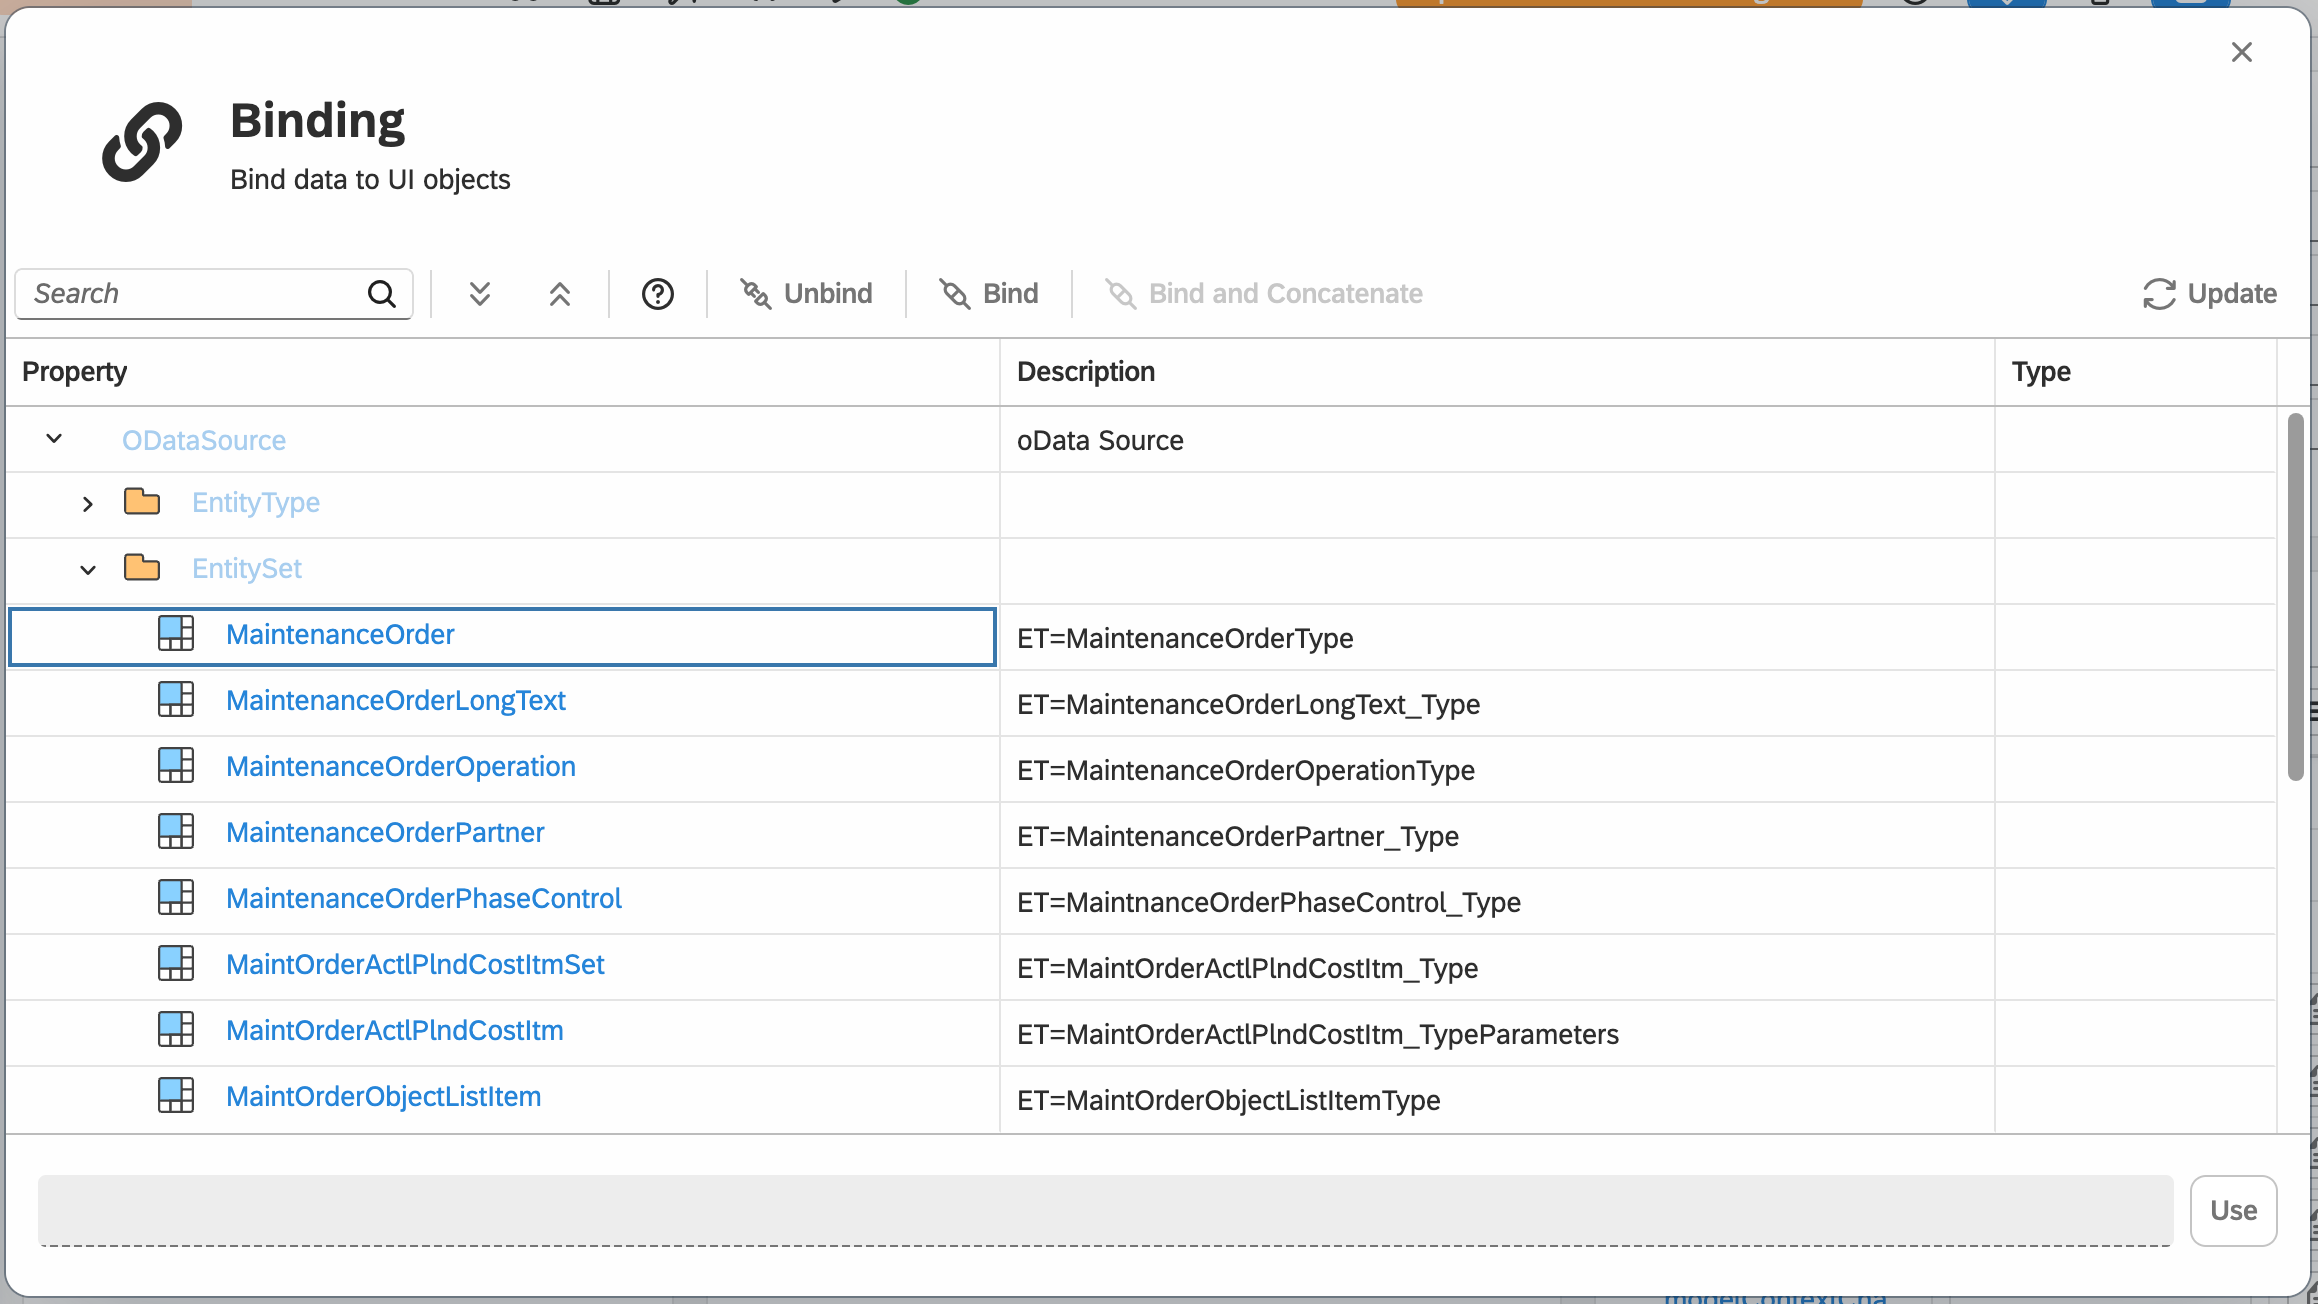 Binding
Bind data to UI objects
Search
Unbind
Bind
Bind and Concatenate
Update
Property Description Type
ODataSource oData Source
EntityType
EntitySet
MaintenanceOrder ET=MaintenanceOrderType
MaintenanceOrderLongText ET=MaintenanceOrderLongText_Type
MaintenanceOrderOperation ET=MaintenanceOrderOperationType
MaintenanceOrderPartner ET=MaintenanceOrderPartner_Type
MaintenanceOrderPhaseControl ET=MaintnanceOrderPhaseControl_Type
MaintOrderActlPlndCostItmSet ET=MaintOrderActlPlndCostItm_Type
MaintOrderActlPlndCostItm ET=MaintOrderActlPlndCostItm_TypeParameters
MaintOrderObjectListItem ET=MaintOrderObjectListItemType
Use